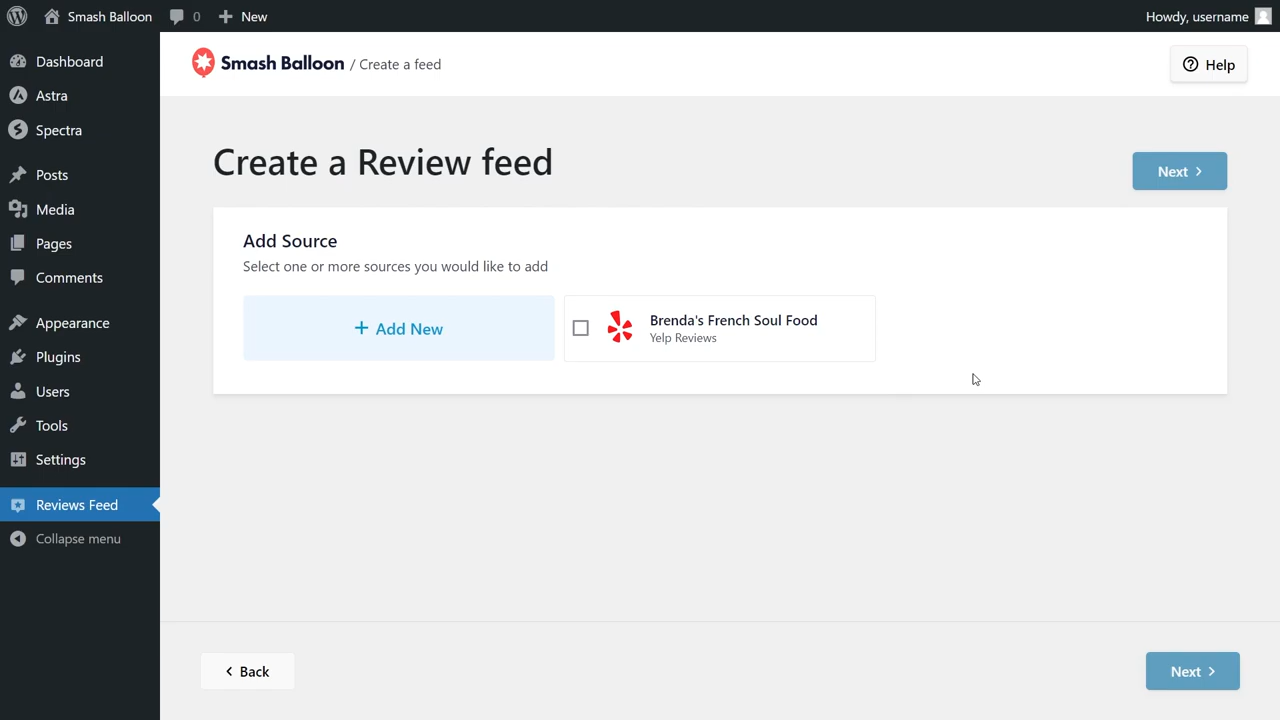 Smash Balloon 0 New Howdy, username
Dashboard
Astra
Spectra
Posts
Media
Pages
Comments
Appearance
Plugins
Users
Tools
Settings
Reviews Feed
Collapse menu
Smash Balloon / Create a feed
Help
Create a Review feed
Next
Add Source
Select one or more sources you would like to add
+ Add New
Brenda's French Soul Food
Yelp Reviews
Back
Next